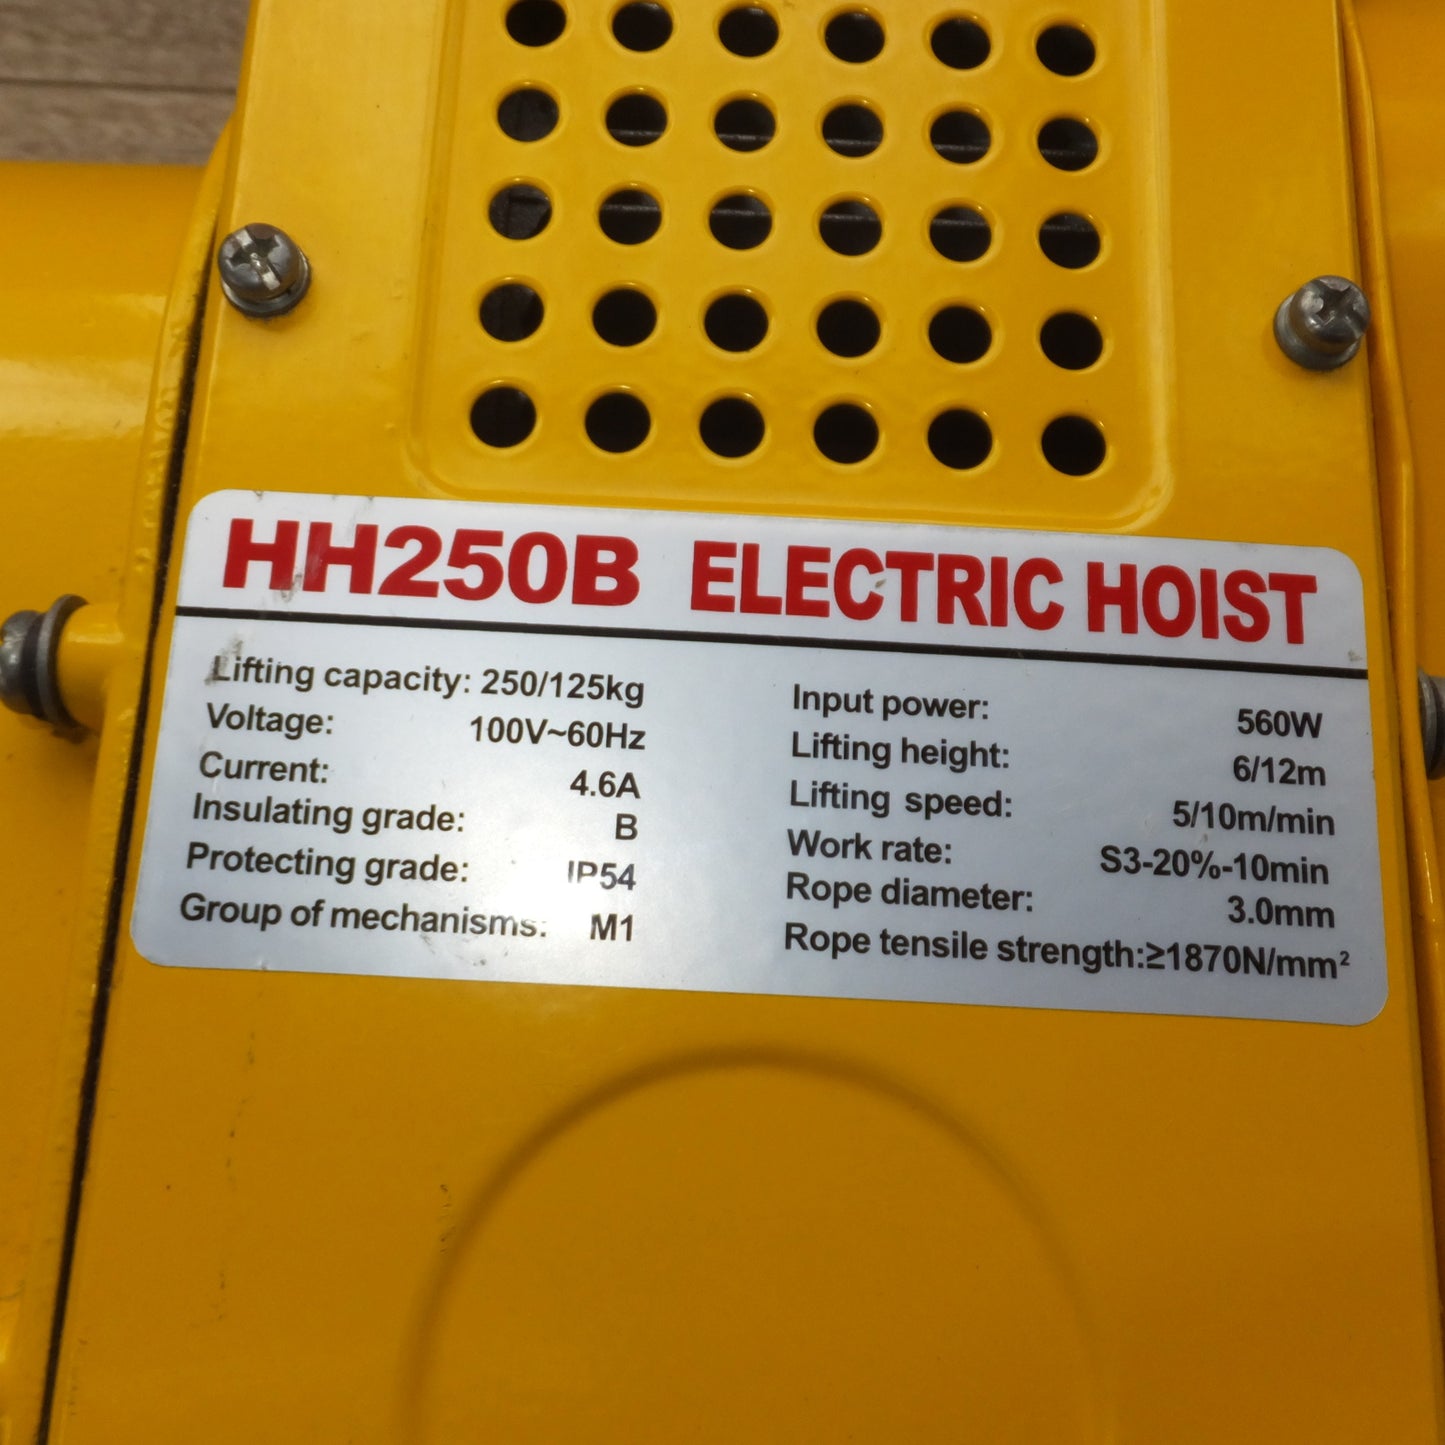 HH250B ELECTRIC HOIST
Lifting capacity: 250/125kg
Voltage: 100V~60Hz
Current: 4.6A
Insulating grade: B
Protecting grade: IP54
Group of mechanisms: M1
Input power: 560W
Lifting height: 6/12m
Lifting speed: 5/10m/min
Work rate: S3-20%-10min
Rope diameter: 3.0mm
Rope tensile strength:≥1870N/mm²